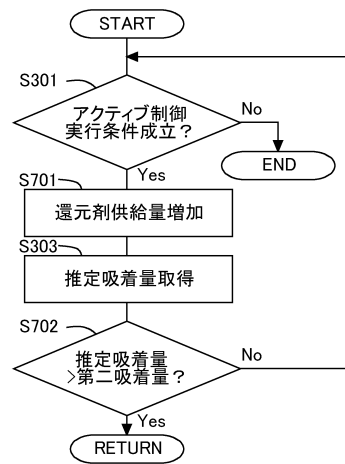 START
S301
アクティブ制御
実行条件成立？
No
END
Yes
S701
還元剤供給量増加
S303
推定吸着量取得
S702
推定吸着量
>第二吸着量？
No
Yes
RETURN